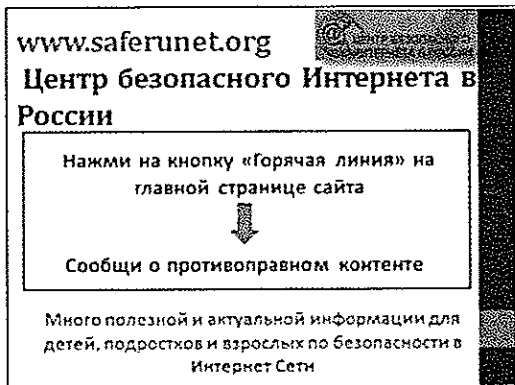 www.saferunet.org
Центр безопасного Интернета в
России
Нажми на кнопку «Горячая линия» на
главной странице сайта
Сообщи о противоправном контенте
Много полезной и актуальной информации для
детей, подростков и взрослых по безопасности в
Интернет Сети